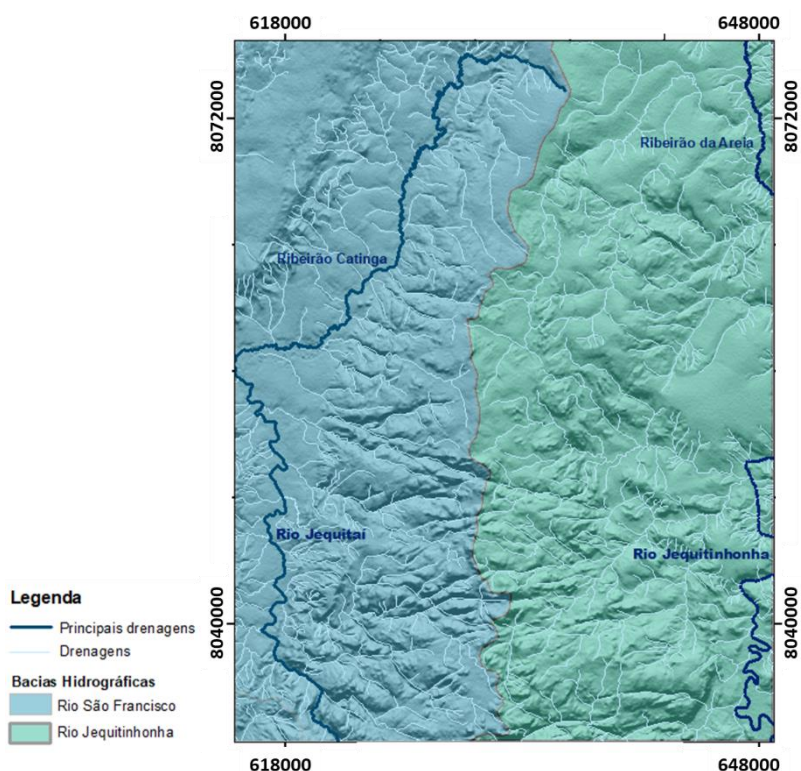 618000
648000
8072000
8072000
Ribeirão da Areia
Ribeirão Catinga
Rio Jequitaí
Rio Jequitinhonha
8040000
8040000
Legenda
Principais drenagens
Drenagens
Bacias Hidrográficas
Rio São Francisco
Rio Jequitinhonha
618000
648000